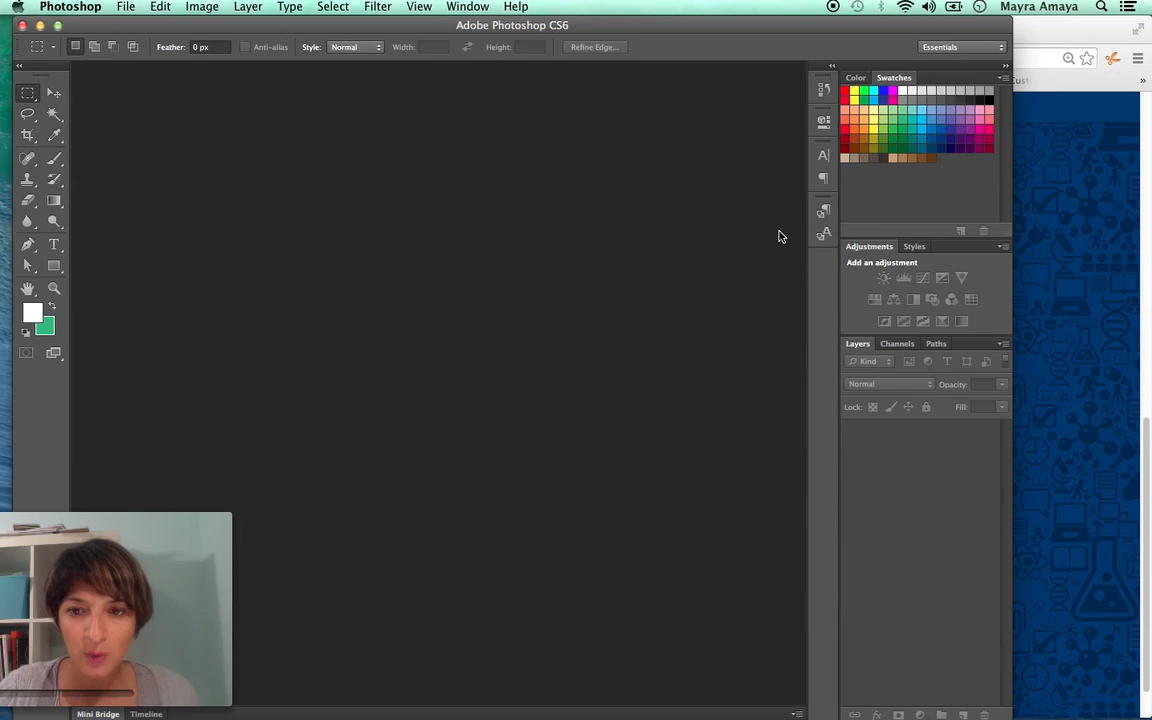 Photoshop File Edit Image Layer Type Select Filter View Window Help Mayra Amaya
Adobe Photoshop CS6
Feather: 0 px Anti-alias Style: Normal Width: Height: Refine Edge... Essentials
Color Swatches
Adjustments Styles
Add an adjustment
Layers Channels Paths
Kind
Normal Opacity:
Lock: Fill:
Mini Bridge Timeline